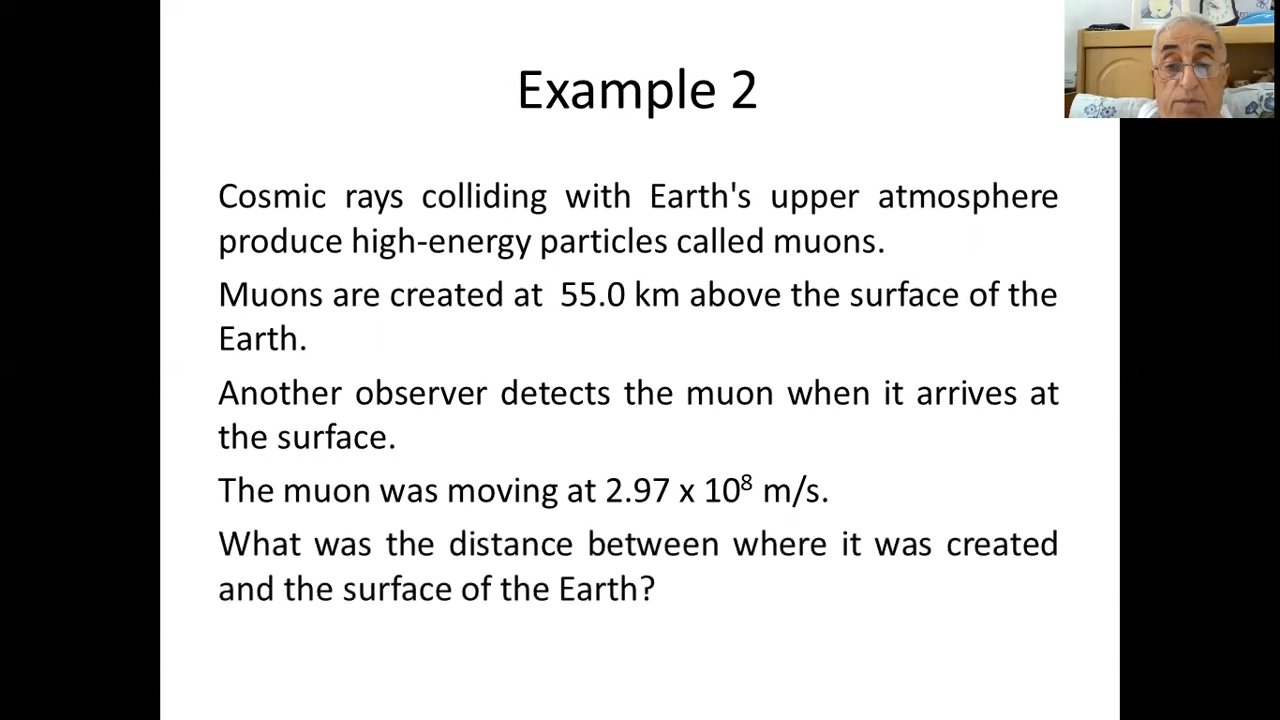 Example 2
Cosmic rays colliding with Earth's upper atmosphere
produce high-energy particles called muons.
Muons are created at  55.0 km above the surface of the
Earth.
Another observer detects the muon when it arrives at
the surface.
The muon was moving at 2.97 x 10⁸ m/s.
What was the distance between where it was created
and the surface of the Earth?